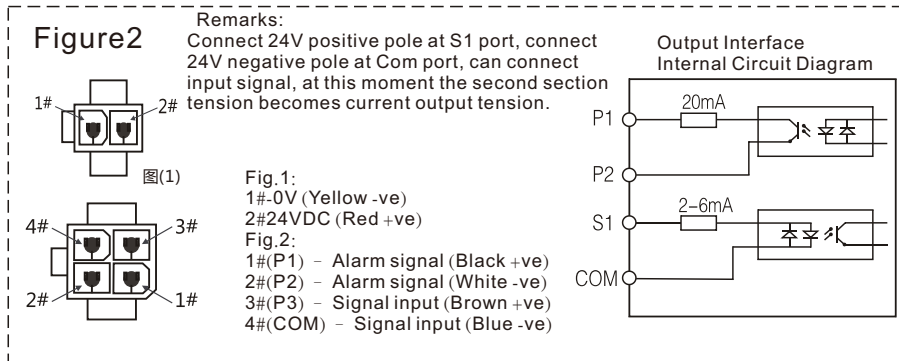 Figure2
Remarks:
Connect 24V positive pole at S1 port, connect
24V negative pole at Com port, can connect
input signal, at this moment the second section
tension becomes current output tension.
1#
2#
图(1)
4#
3#
2#
1#
Fig.1:
1#-0V (Yellow -ve)
2#24VDC (Red +ve)
Fig.2:
1#(P1) - Alarm signal (Black +ve)
2#(P2) - Alarm signal (White -ve)
3#(P3) - Signal input (Brown +ve)
4#(COM) - Signal input (Blue -ve)
Output Interface
Internal Circuit Diagram
P1
20mA
P2
S1
2-6mA
COM